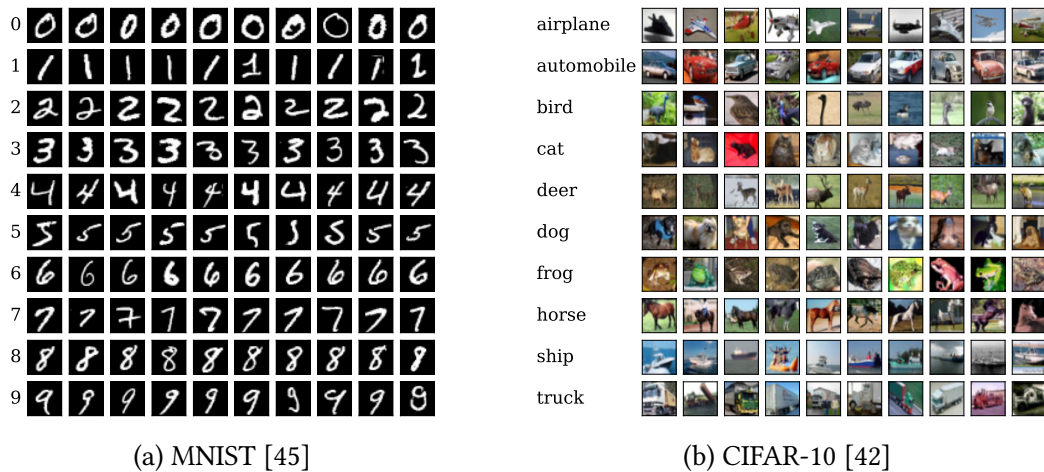 0
1
2
3
4
5
6
7
8
9
(a) MNIST [45]
airplane
automobile
bird
cat
deer
dog
frog
horse
ship
truck
(b) CIFAR-10 [42]